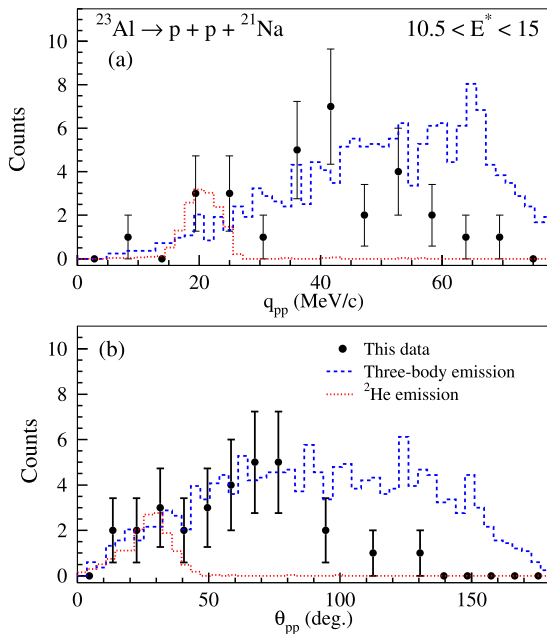 ²³Al → p + p + ²¹Na 10.5 < E* < 15
(a)
10
8
6
4
2
0
Counts
0 20 40 60
q_pp (MeV/c)
(b)
This data
Three-body emission
²He emission
10
8
6
4
2
0
Counts
0 50 100 150
θ_pp (deg.)